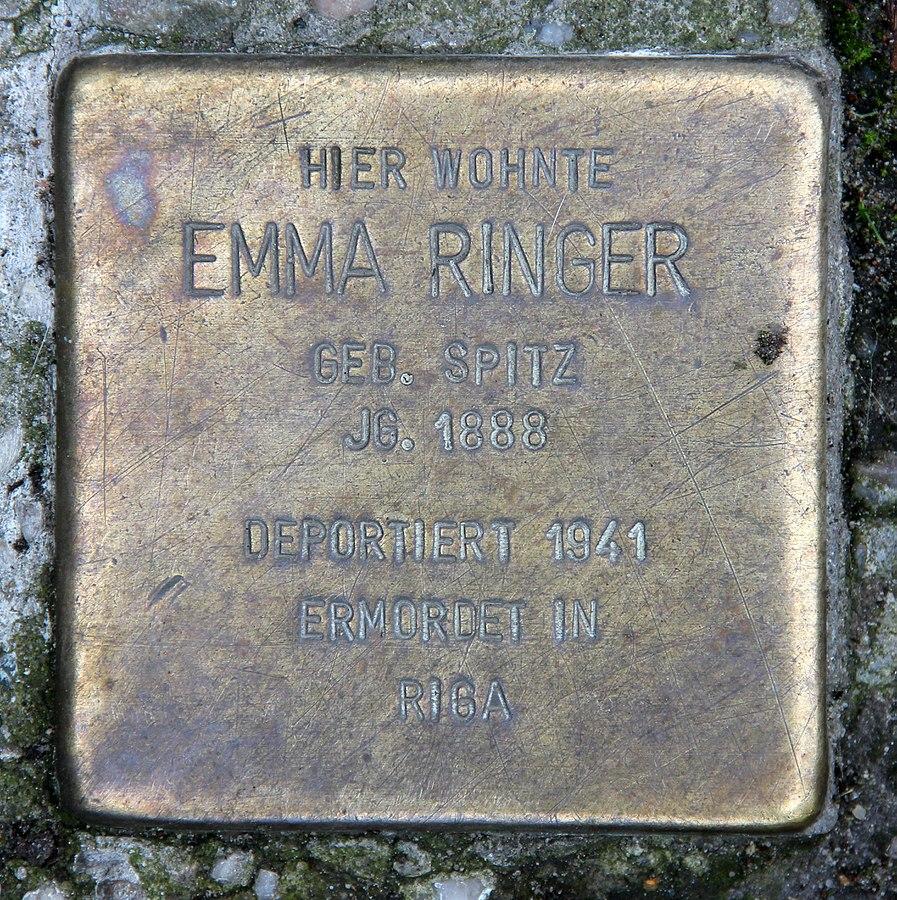 HIER WOHNTE
EMMA RINGER
GEB. SPITZ
JG. 1888
DEPORTIERT 1941
ERMORDET IN
RIGA